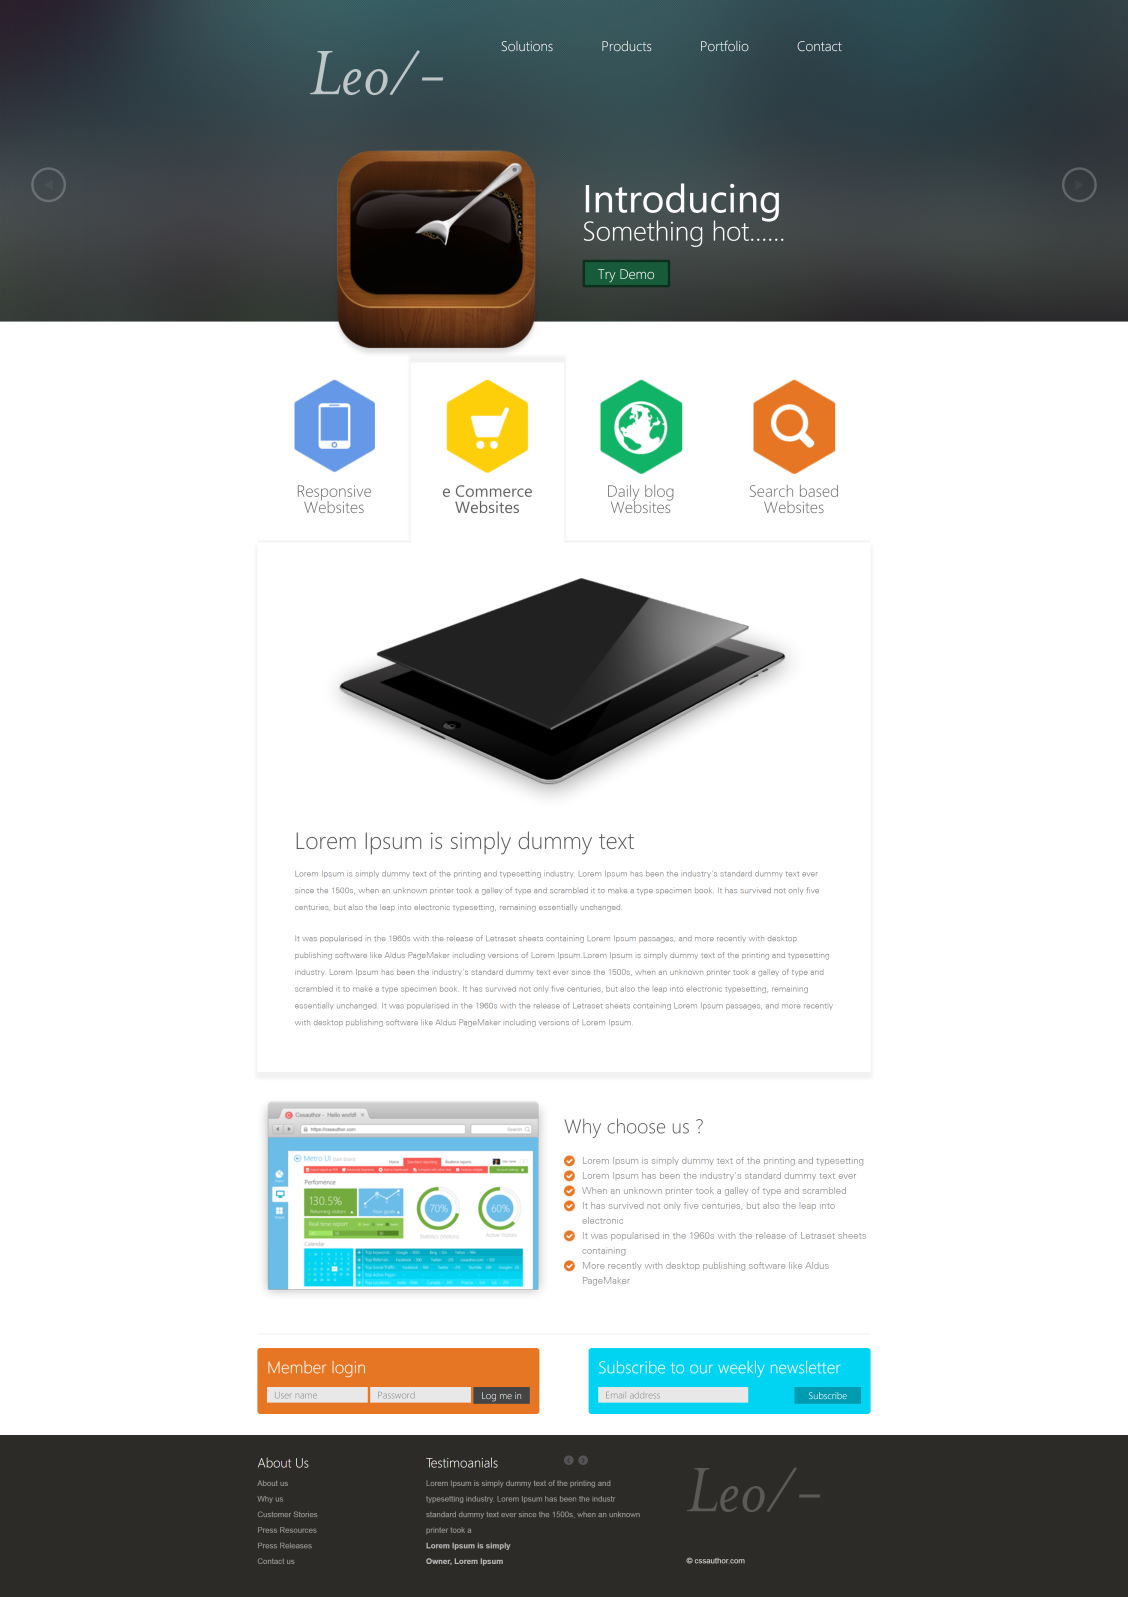 Solutions Products Portfolio Contact
Leo/-
Introducing
Something hot......
Try Demo
Responsive
Websites
e Commerce
Websites
Daily blog
Websites
Search based
Websites
Lorem Ipsum is simply dummy text
Lorem Ipsum is simply dummy text of the printing and typesetting industry. Lorem Ipsum has been the industry's standard dummy text ever
since the 1500s, when an unknown printer took a galley of type and scrambled it to make a type specimen book. It has survived not only five
centuries, but also the leap into electronic typesetting, remaining essentially unchanged.
It was popularised in the 1960s with the release of Letraset sheets containing Lorem Ipsum passages, and more recently with desktop
publishing software like Aldus PageMaker including versions of Lorem Ipsum.Lorem Ipsum is simply dummy text of the printing and typesetting
industry. Lorem Ipsum has been the industry's standard dummy text ever since the 1500s, when an unknown printer took a galley of type and
scrambled it to make a type specimen book. It has survived not only five centuries, but also the leap into electronic typesetting, remaining
essentially unchanged. It was popularised in the 1960s with the release of Letraset sheets containing Lorem Ipsum passages, and more recently
with desktop publishing software like Aldus PageMaker including versions of Lorem Ipsum.
Cssauthor - Hello world!
https://cssauthor.com
Search
Metro UI
Home Realtime reports
Perfomence
130.5%
Returning visitors
Real time report
70%
Statistics (Visitors)
60%
Active Visitors
Calendar
Why choose us ?
Lorem Ipsum is simply dummy text of the printing and typesetting
Lorem Ipsum has been the industry's standard dummy text ever
When an unknown printer took a galley of type and scrambled
It has survived not only five centuries, but also the leap into
electronic
It was popularised in the 1960s with the release of Letraset sheets
containing
More recently with desktop publishing software like Aldus
PageMaker
Member login
User name Password Log me in
Subscribe to our weekly newsletter
Email address Subscribe
About Us
About us
Why us
Customer Stories
Press Resources
Press Releases
Contact us
Testimoanials
Lorem Ipsum is simply dummy text of the printing and
typesetting industry. Lorem Ipsum has been the industr
standard dummy text ever since the 1500s, when an unknown
printer took a
Lorem Ipsum is simply
Owner, Lorem Ipsum
Leo/-
© cssauthor.com